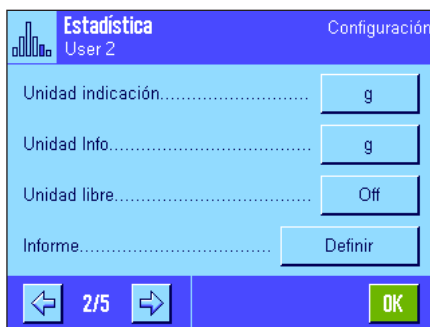 Estadística
Configuración
User 2
Unidad indicación.................................. g
Unidad Info......................................... g
Unidad libre........................................ Off
Informe................................. Definir
2/5
OK